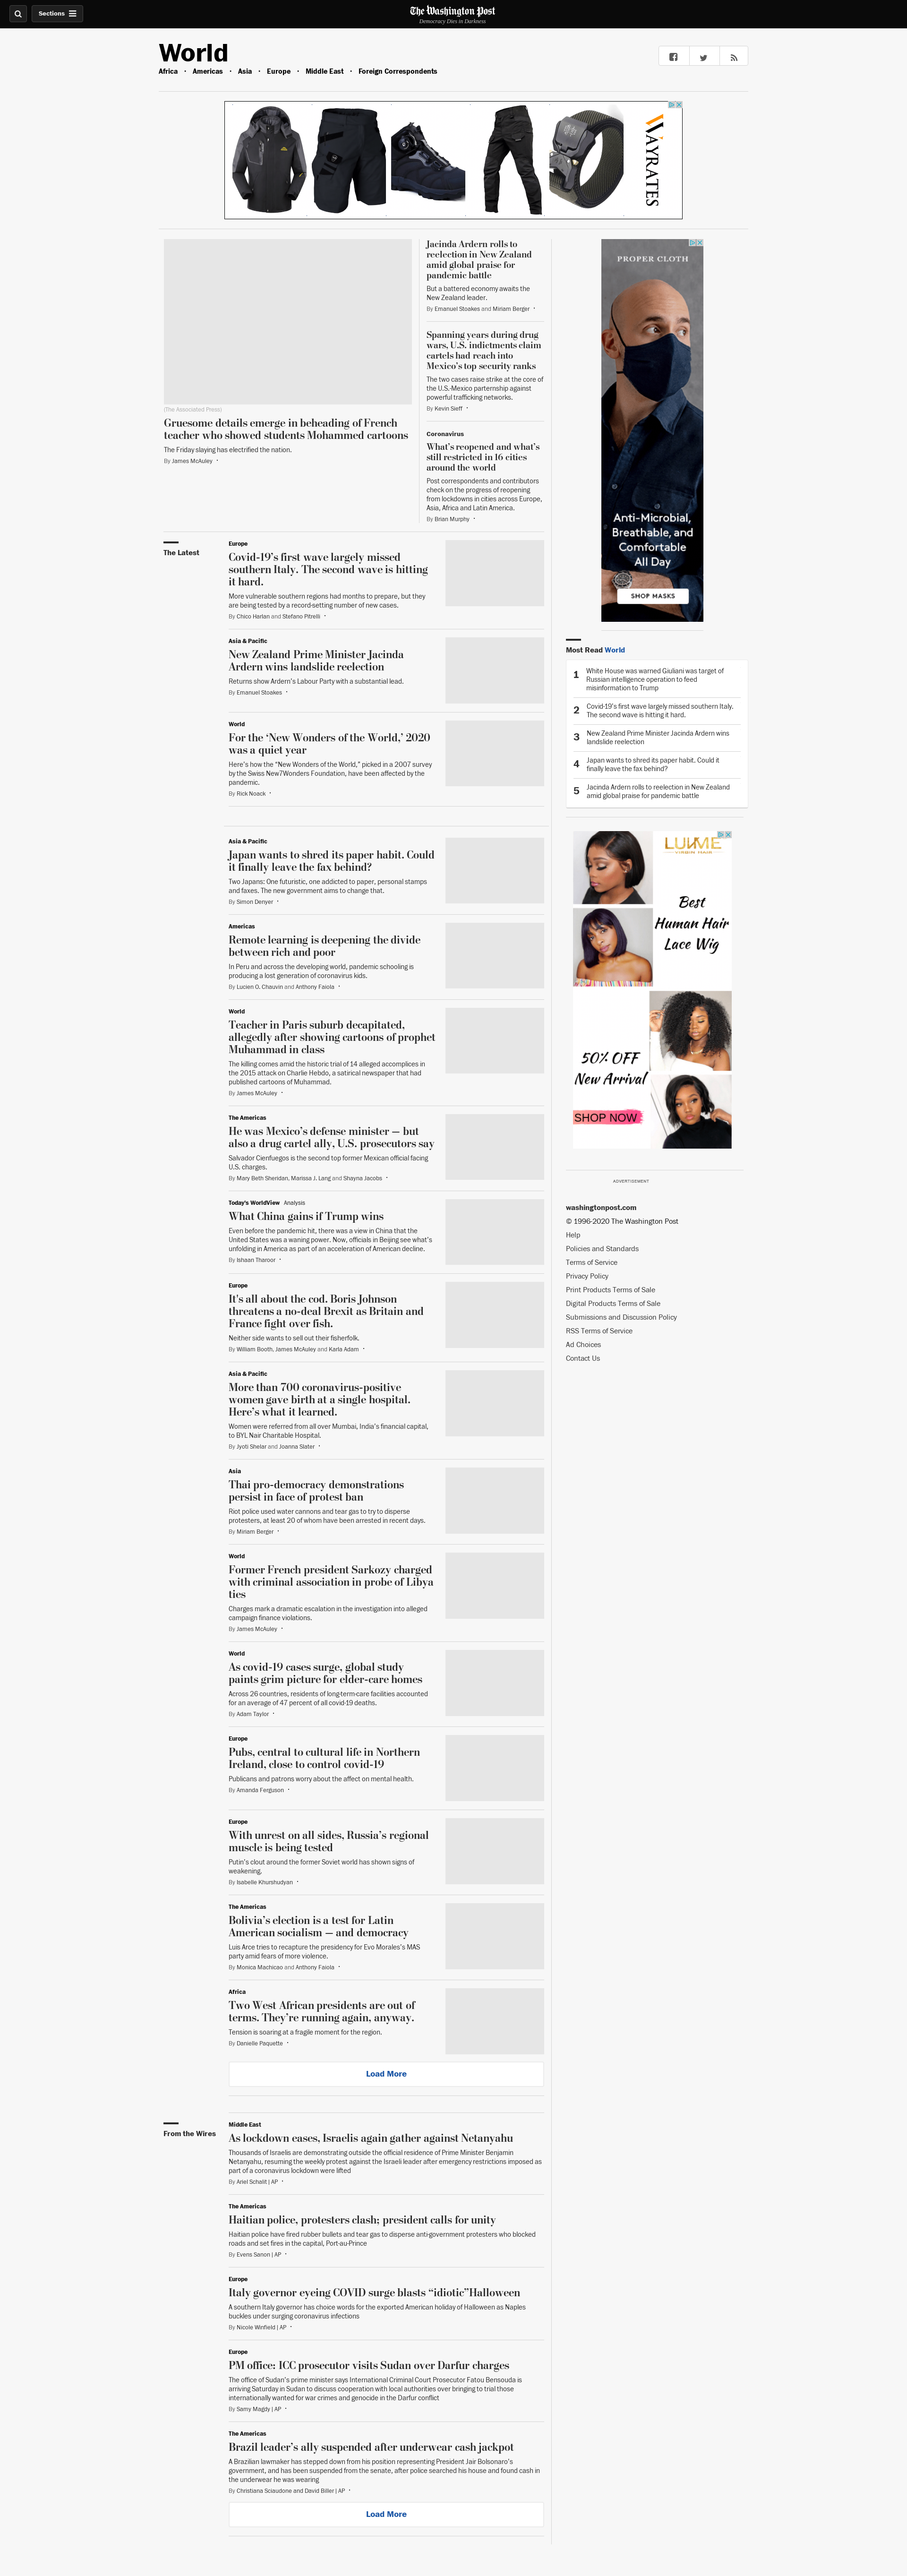 Sections
The Washington Post
Democracy Dies in Darkness
World
Africa • Americas • Asia • Europe • Middle East • Foreign Correspondents
WAYRATES
(The Associated Press)
Gruesome details emerge in beheading of French
teacher who showed students Mohammed cartoons
The Friday slaying has electrified the nation.
By James McAuley •
Jacinda Ardern rolls to
reelection in New Zealand
amid global praise for
pandemic battle
But a battered economy awaits the
New Zealand leader.
By Emanuel Stoakes and Miriam Berger •
Spanning years during drug
wars, U.S. indictments claim
cartels had reach into
Mexico's top security ranks
The two cases raise strike at the core of
the U.S.-Mexico parternship against
powerful trafficking networks.
By Kevin Sieff •
Coronavirus
What's reopened and what's
still restricted in 16 cities
around the world
Post correspondents and contributors
check on the progress of reopening
from lockdowns in cities across Europe,
Asia, Africa and Latin America.
By Brian Murphy •
The Latest
Europe
Covid-19's first wave largely missed
southern Italy. The second wave is hitting
it hard.
More vulnerable southern regions had months to prepare, but they
are being tested by a record-setting number of new cases.
By Chico Harlan and Stefano Pitrelli •
Asia & Pacific
New Zealand Prime Minister Jacinda
Ardern wins landslide reelection
Returns show Ardern's Labour Party with a substantial lead.
By Emanuel Stoakes •
World
For the 'New Wonders of the World,' 2020
was a quiet year
Here's how the "New Wonders of the World," picked in a 2007 survey
by the Swiss New7Wonders Foundation, have been affected by the
pandemic.
By Rick Noack •
Asia & Pacific
Japan wants to shred its paper habit. Could
it finally leave the fax behind?
Two Japans: One futuristic, one addicted to paper, personal stamps
and faxes. The new government aims to change that.
By Simon Denyer •
Americas
Remote learning is deepening the divide
between rich and poor
In Peru and across the developing world, pandemic schooling is
producing a lost generation of coronavirus kids.
By Lucien O. Chauvin and Anthony Faiola •
World
Teacher in Paris suburb decapitated,
allegedly after showing cartoons of prophet
Muhammad in class
The killing comes amid the historic trial of 14 alleged accomplices in
the 2015 attack on Charlie Hebdo, a satirical newspaper that had
published cartoons of Muhammad.
By James McAuley •
The Americas
He was Mexico's defense minister — but
also a drug cartel ally, U.S. prosecutors say
Salvador Cienfuegos is the second top former Mexican official facing
U.S. charges.
By Mary Beth Sheridan, Marissa J. Lang and Shayna Jacobs •
Today's WorldView Analysis
What China gains if Trump wins
Even before the pandemic hit, there was a view in China that the
United States was a waning power. Now, officials in Beijing see what's
unfolding in America as part of an acceleration of American decline.
By Ishaan Tharoor •
Europe
It's all about the cod. Boris Johnson
threatens a no-deal Brexit as Britain and
France fight over fish.
Neither side wants to sell out their fisherfolk.
By William Booth, James McAuley and Karla Adam •
Asia & Pacific
More than 700 coronavirus-positive
women gave birth at a single hospital.
Here's what it learned.
Women were referred from all over Mumbai, India's financial capital,
to BYL Nair Charitable Hospital.
By Jyoti Shelar and Joanna Slater •
Asia
Thai pro-democracy demonstrations
persist in face of protest ban
Riot police used water cannons and tear gas to try to disperse
protesters, at least 20 of whom have been arrested in recent days.
By Miriam Berger •
World
Former French president Sarkozy charged
with criminal association in probe of Libya
ties
Charges mark a dramatic escalation in the investigation into alleged
campaign finance violations.
By James McAuley •
World
As covid-19 cases surge, global study
paints grim picture for elder-care homes
Across 26 countries, residents of long-term-care facilities accounted
for an average of 47 percent of all covid-19 deaths.
By Adam Taylor •
Europe
Pubs, central to cultural life in Northern
Ireland, close to control covid-19
Publicans and patrons worry about the affect on mental health.
By Amanda Ferguson •
Europe
With unrest on all sides, Russia's regional
muscle is being tested
Putin's clout around the former Soviet world has shown signs of
weakening.
By Isabelle Khurshudyan •
The Americas
Bolivia's election is a test for Latin
American socialism — and democracy
Luis Arce tries to recapture the presidency for Evo Morales's MAS
party amid fears of more violence.
By Monica Machicao and Anthony Faiola •
Africa
Two West African presidents are out of
terms. They're running again, anyway.
Tension is soaring at a fragile moment for the region.
By Danielle Paquette •
Load More
From the Wires
Middle East
As lockdown eases, Israelis again gather against Netanyahu
Thousands of Israelis are demonstrating outside the official residence of Prime Minister Benjamin
Netanyahu, resuming the weekly protest against the Israeli leader after emergency restrictions imposed as
part of a coronavirus lockdown were lifted
By Ariel Schalit | AP •
The Americas
Haitian police, protesters clash; president calls for unity
Haitian police have fired rubber bullets and tear gas to disperse anti-government protesters who blocked
roads and set fires in the capital, Port-au-Prince
By Evens Sanon | AP •
Europe
Italy governor eyeing COVID surge blasts "idiotic"Halloween
A southern Italy governor has choice words for the exported American holiday of Halloween as Naples
buckles under surging coronavirus infections
By Nicole Winfield | AP •
Europe
PM office: ICC prosecutor visits Sudan over Darfur charges
The office of Sudan's prime minister says International Criminal Court Prosecutor Fatou Bensouda is
arriving Saturday in Sudan to discuss cooperation with local authorities over bringing to trial those
internationally wanted for war crimes and genocide in the Darfur conflict
By Samy Magdy | AP •
The Americas
Brazil leader's ally suspended after underwear cash jackpot
A Brazilian lawmaker has stepped down from his position representing President Jair Bolsonaro's
government, and has been suspended from the senate, after police searched his house and found cash in
the underwear he was wearing
By Christiana Sciaudone and David Biller | AP •
Load More
PROPER CLOTH
Anti-Microbial,
Breathable, and
Comfortable
All Day
SHOP MASKS
Most Read World
1 White House was warned Giuliani was target of
Russian intelligence operation to feed
misinformation to Trump
2 Covid-19's first wave largely missed southern Italy.
The second wave is hitting it hard.
3 New Zealand Prime Minister Jacinda Ardern wins
landslide reelection
4 Japan wants to shred its paper habit. Could it
finally leave the fax behind?
5 Jacinda Ardern rolls to reelection in New Zealand
amid global praise for pandemic battle
LUVME
VIRGIN HAIR
Best
Human Hair
Lace Wig
50% OFF
New Arrival
SHOP NOW
ADVERTISEMENT
washingtonpost.com
© 1996-2020 The Washington Post
Help
Policies and Standards
Terms of Service
Privacy Policy
Print Products Terms of Sale
Digital Products Terms of Sale
Submissions and Discussion Policy
RSS Terms of Service
Ad Choices
Contact Us